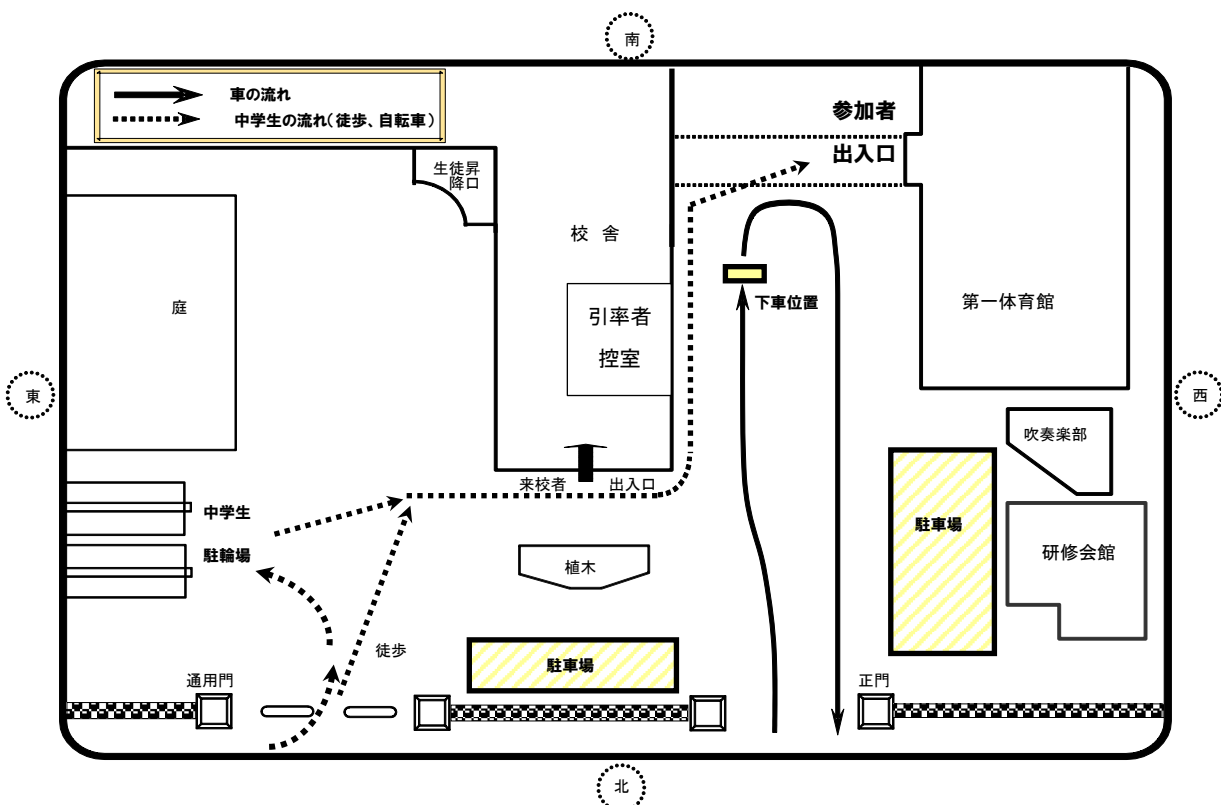 南
車の流れ
中学生の流れ(徒歩、自転車)
参加者
出入口
生徒昇
降口
校 舎
庭
引率者
控室
下車位置
第一体育館
東
西
吹奏楽部
来校者 出入口
中学生
駐輪場
駐車場
研修会館
植木
徒歩
駐車場
通用門
正門
北